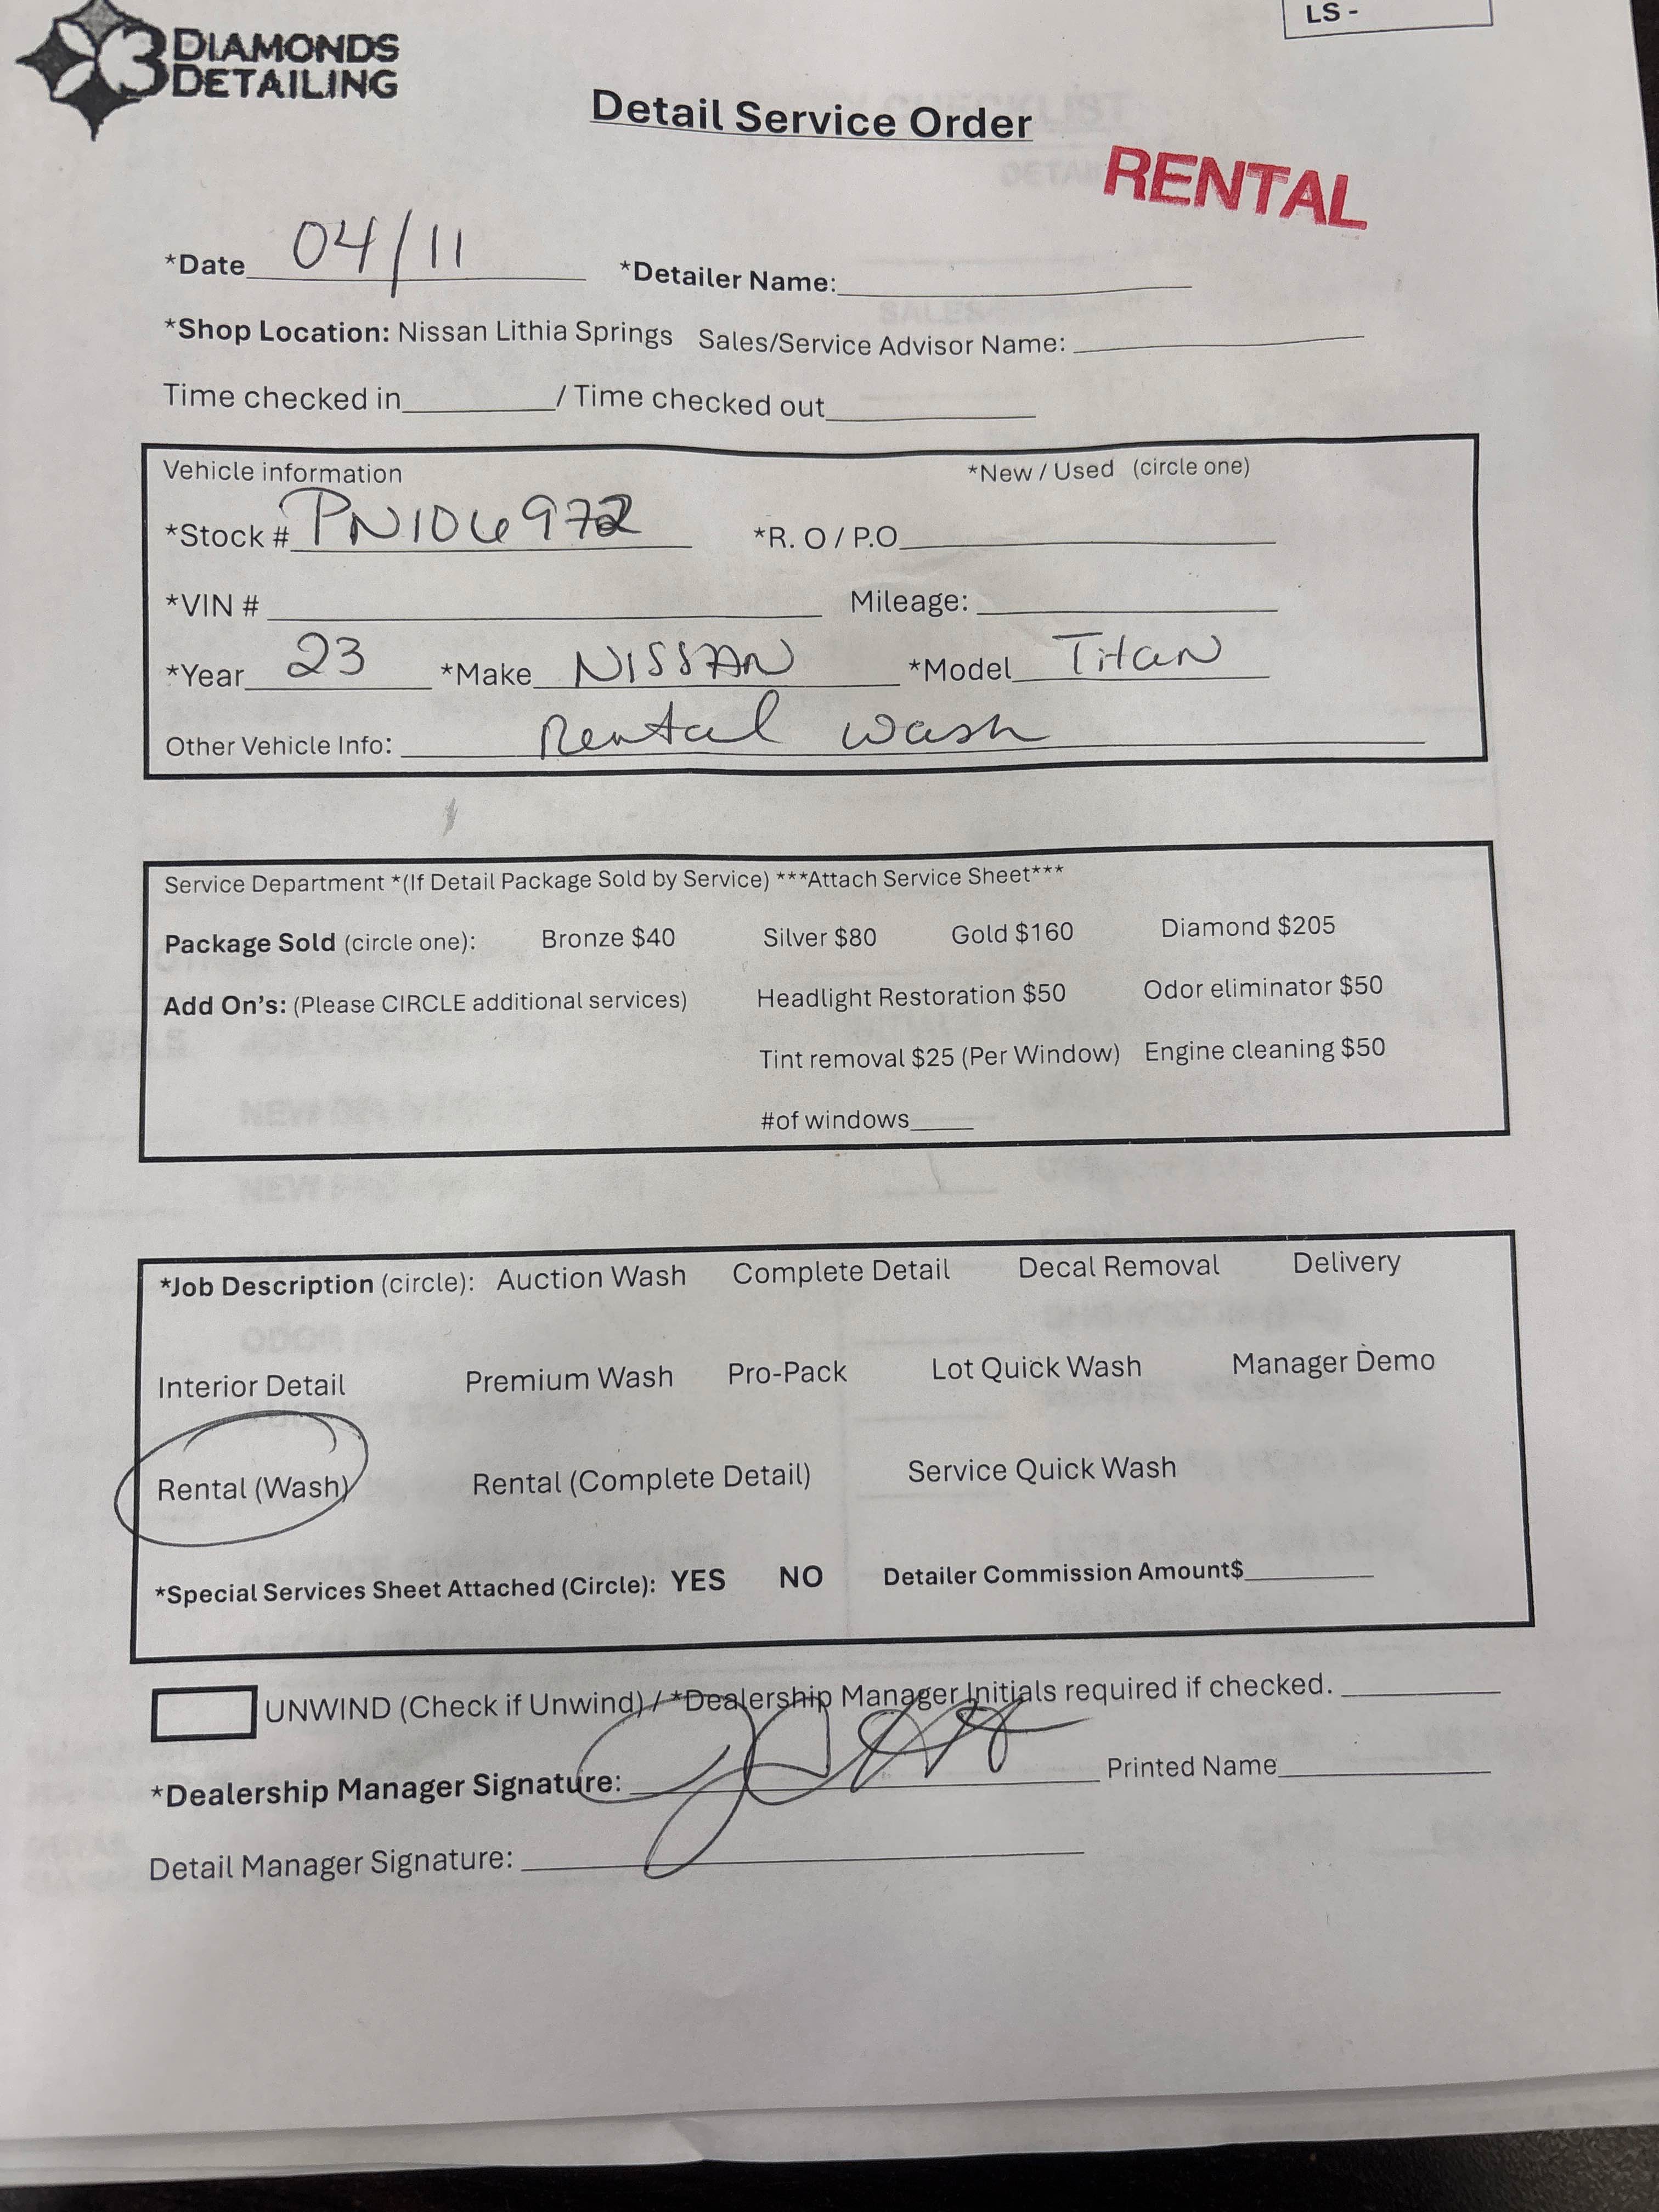 3 DIAMONDS
DETAILING
LS -
Detail Service Order
RENTAL
*Date 04/11 *Detailer Name:
*Shop Location: Nissan Lithia Springs Sales/Service Advisor Name:
Time checked in / Time checked out
Vehicle information *New / Used (circle one)
*Stock # PN106972 *R. O / P.O
*VIN # Mileage:
*Year 23 *Make NISSAN *Model Titan
Other Vehicle Info: Rental wash
Service Department *(If Detail Package Sold by Service) ***Attach Service Sheet***
Package Sold (circle one): Bronze $40 Silver $80 Gold $160 Diamond $205
Add On's: (Please CIRCLE additional services) Headlight Restoration $50 Odor eliminator $50
Tint removal $25 (Per Window) Engine cleaning $50
#of windows
*Job Description (circle): Auction Wash Complete Detail Decal Removal Delivery
Interior Detail Premium Wash Pro-Pack Lot Quick Wash Manager Demo
Rental (Wash) Rental (Complete Detail) Service Quick Wash
*Special Services Sheet Attached (Circle): YES NO Detailer Commission Amount$
UNWIND (Check if Unwind) / *Dealership Manager Initials required if checked.
*Dealership Manager Signature: Printed Name
Detail Manager Signature: